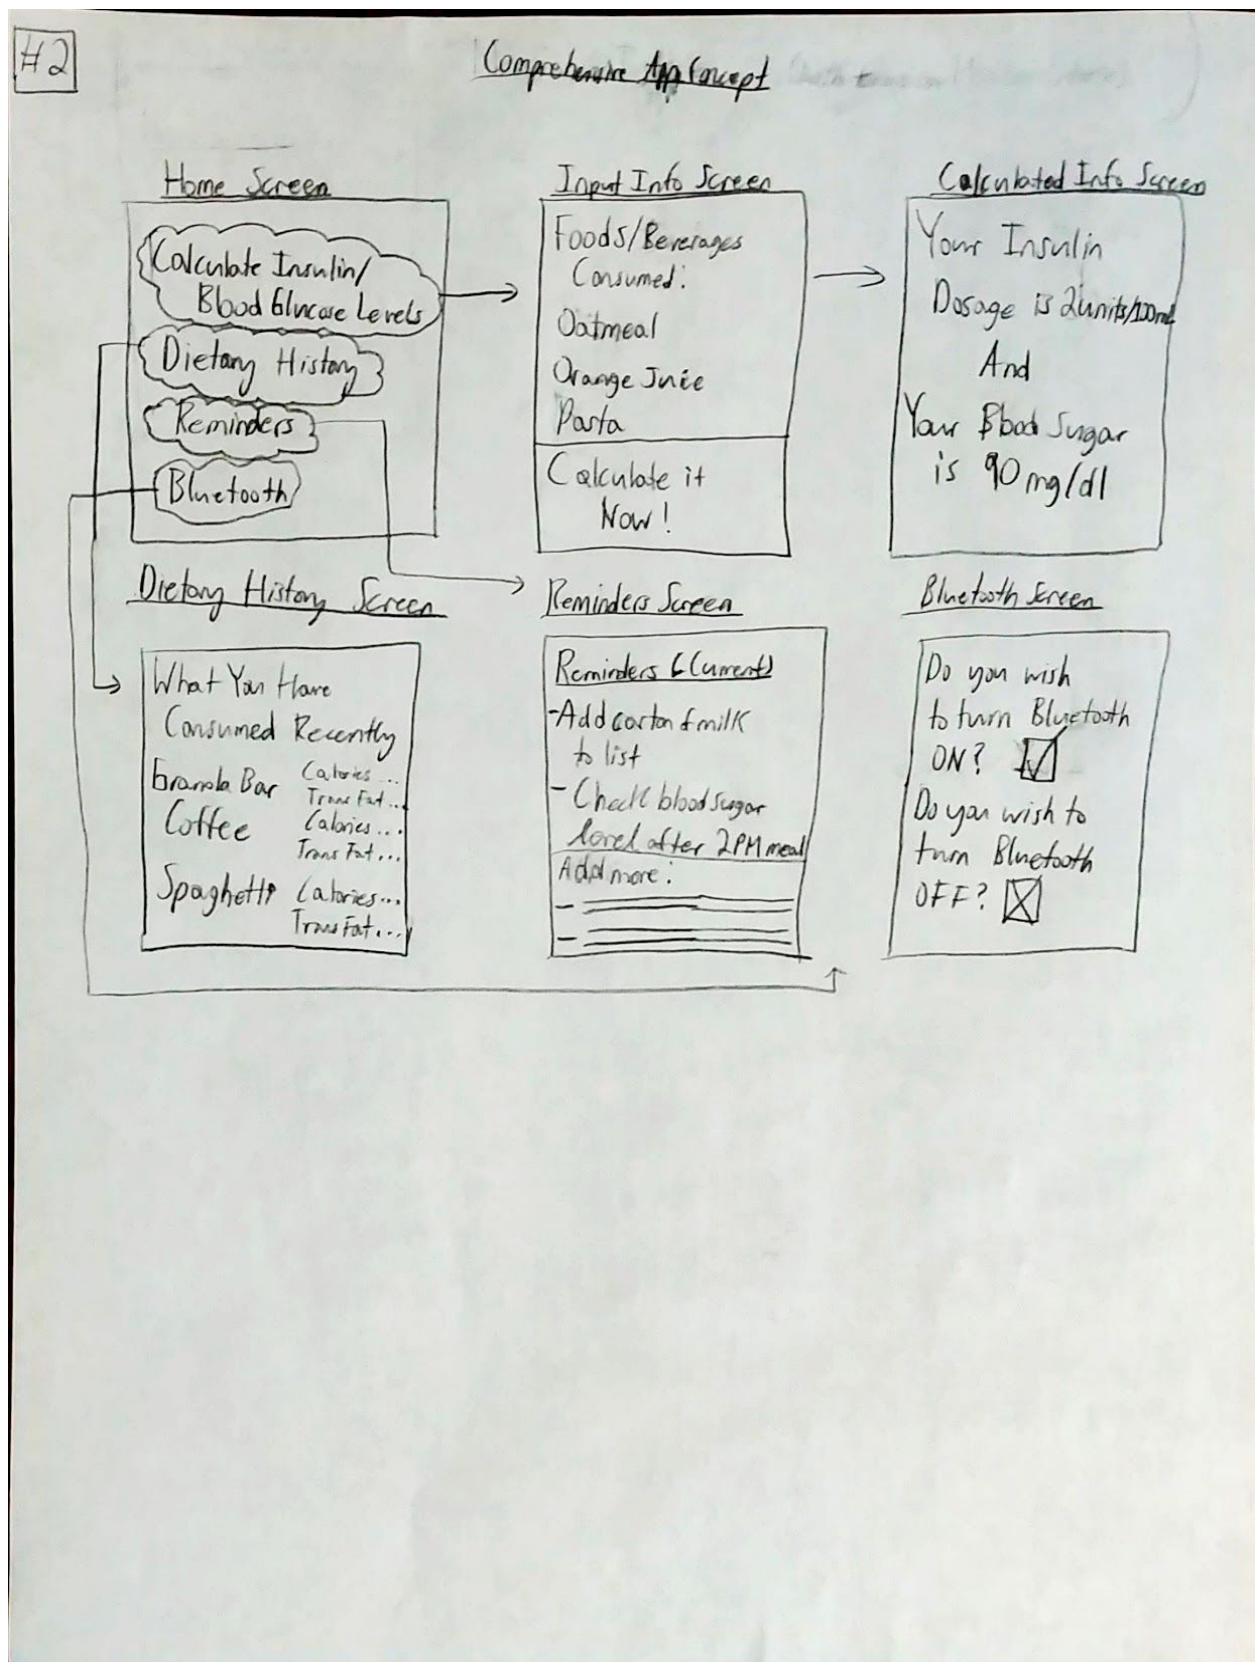 #2
Comprehensive App Concept
Home Screen
Calculate Insulin/
Blood Glucose Levels
Dietary History
Reminders
Bluetooth
Input Info Screen
Foods/Beverages
Consumed:
Oatmeal
Orange Juice
Pasta
Calculate it
Now!
Calculated Info Screen
Your Insulin
Dosage is 2units/100mL
And
Your Blood Sugar
is 90 mg/dl
Dietary History Screen
What You Have
Consumed Recently
Granola Bar Calories...
Trans Fat...
Coffee Calories...
Trans Fat...
Spaghetti Calories...
Trans Fat...
Reminders Screen
Reminders (Current)
-Add carton of milk
to list
-Check blood sugar
level after 2PM meal
Add more:
Bluetooth Screen
Do you wish
to turn Bluetooth
ON?
Do you wish to
turn Bluetooth
OFF?